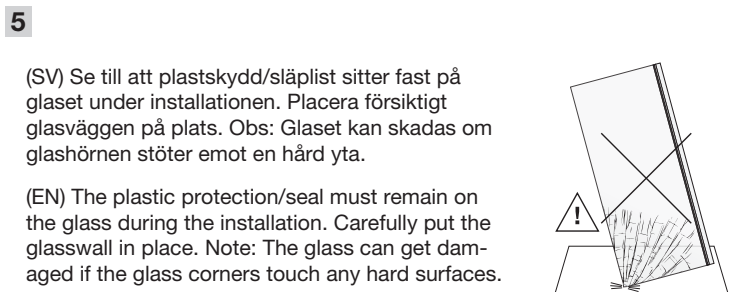 5
(SV) Se till att plastskydd/släplist sitter fast på
glaset under installationen. Placera försiktigt
glasväggen på plats. Obs: Glaset kan skadas om
glashörnen stöter emot en hård yta.
(EN) The plastic protection/seal must remain on
the glass during the installation. Carefully put the
glasswall in place. Note: The glass can get dam-
aged if the glass corners touch any hard surfaces.
!